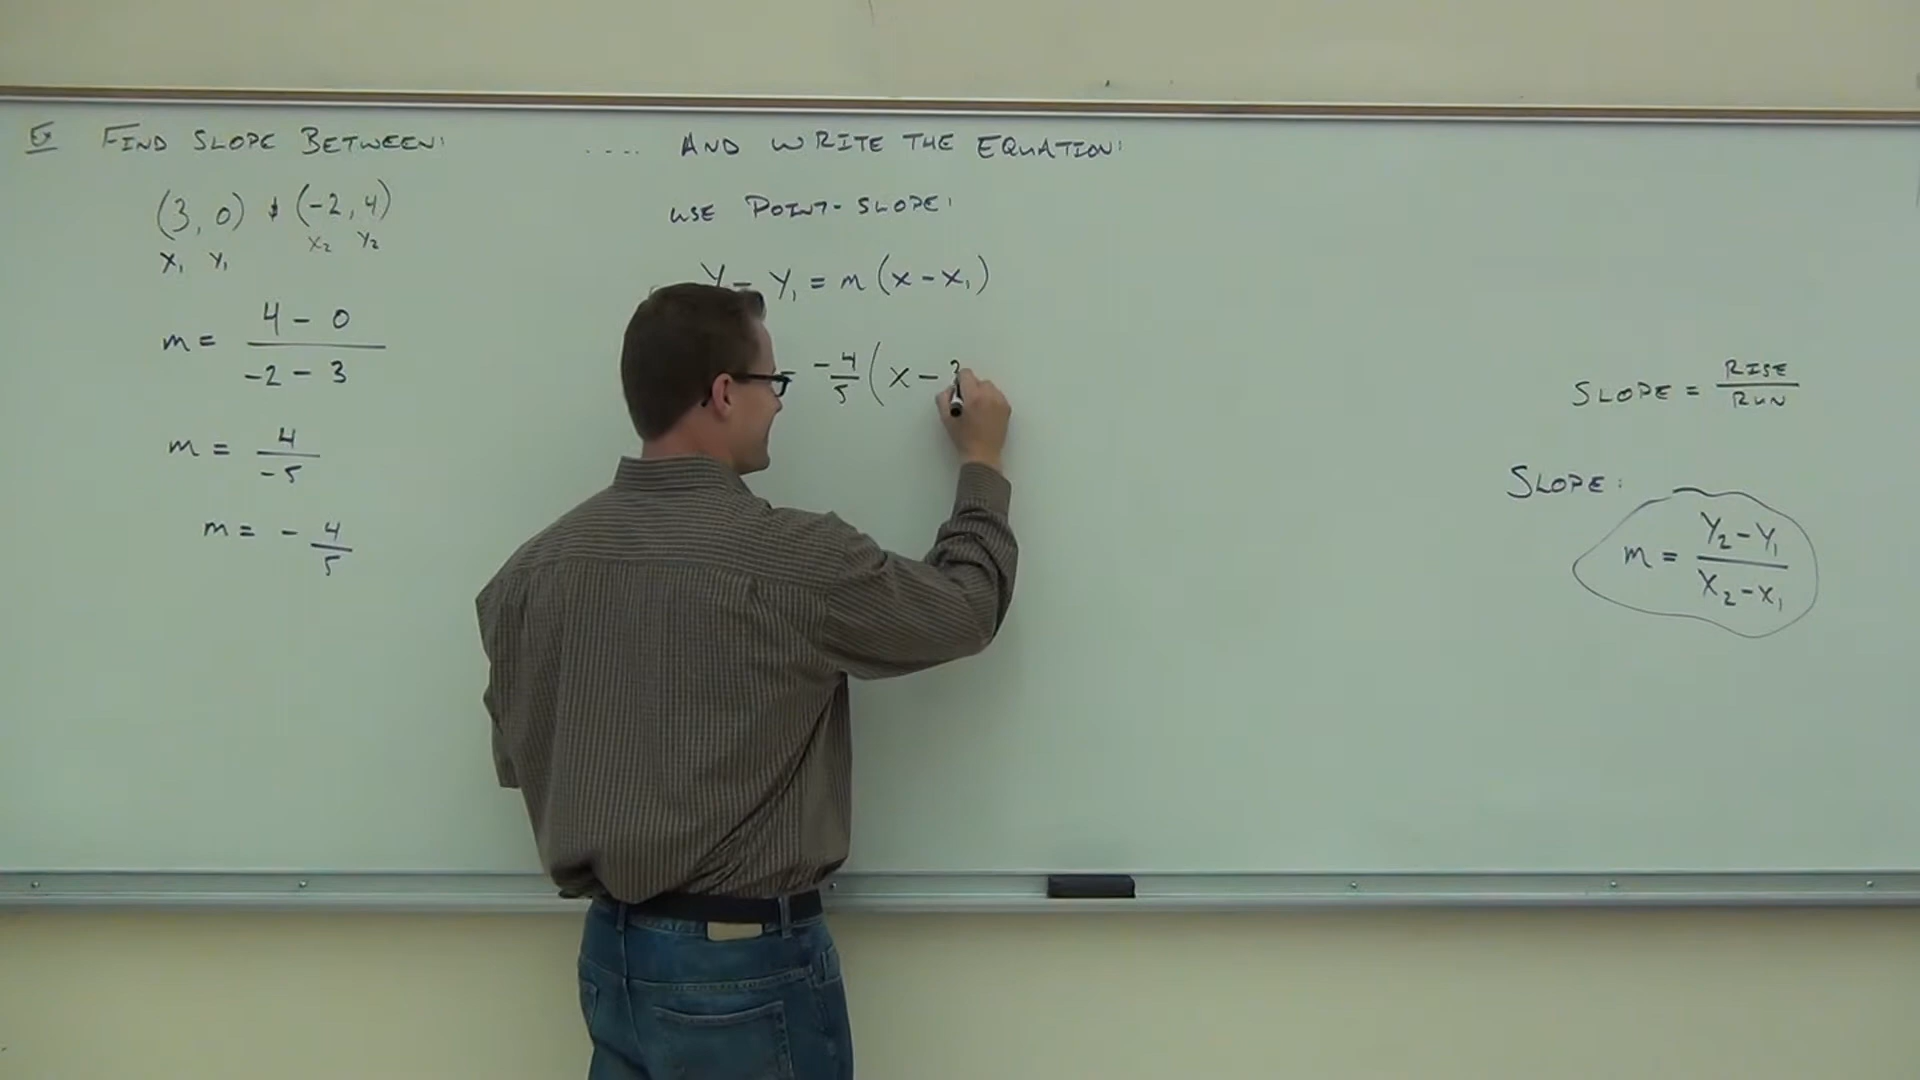 Ex FIND SLOPE BETWEEN:
(3, 0) & (-2, 4)
x₁ y₁ x₂ y₂
m = 4 - 0 / -2 - 3
m = 4 / -5
m = - 4/5
.... AND WRITE THE EQUATION:
USE POINT-SLOPE:
y - y₁ = m (x - x₁)
= -4/5 (x - 3
SLOPE = RISE / RUN
SLOPE:
m = y₂ - y₁ / x₂ - x₁